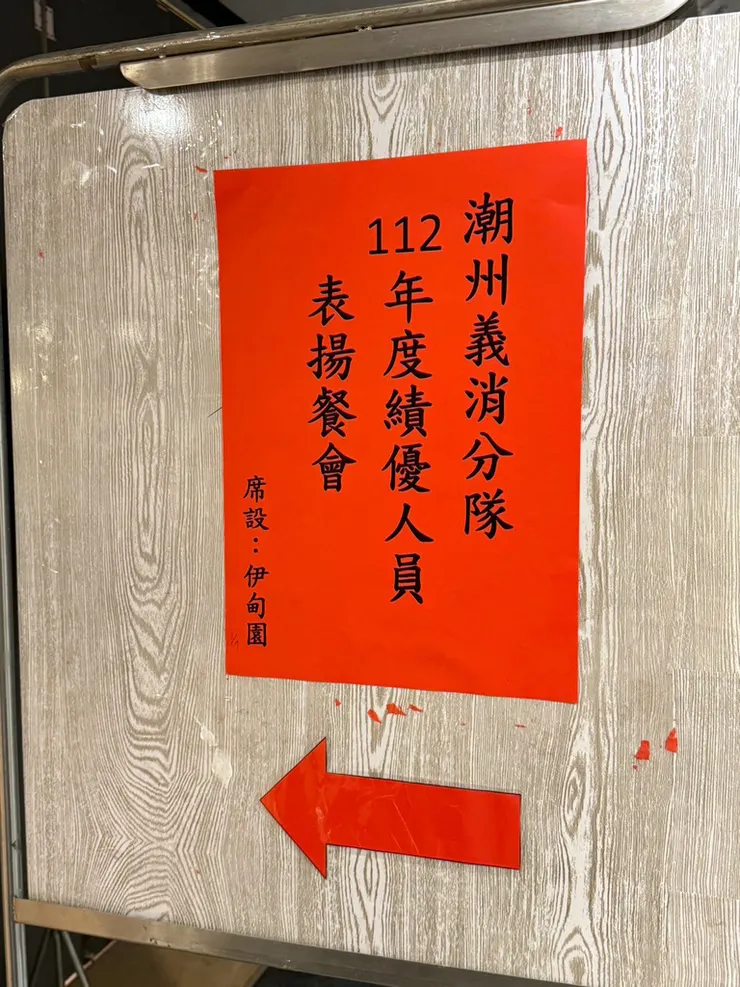 潮州義消分隊
112年度績優人員
表揚餐會
席設：伊甸園